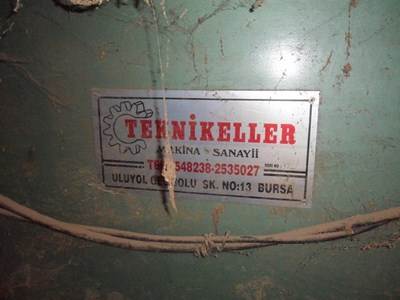 TEKNİKELLER
MAKİNA - SANAYİİ
548238-2535027
ULUYOL SK. NO:13 BURSA